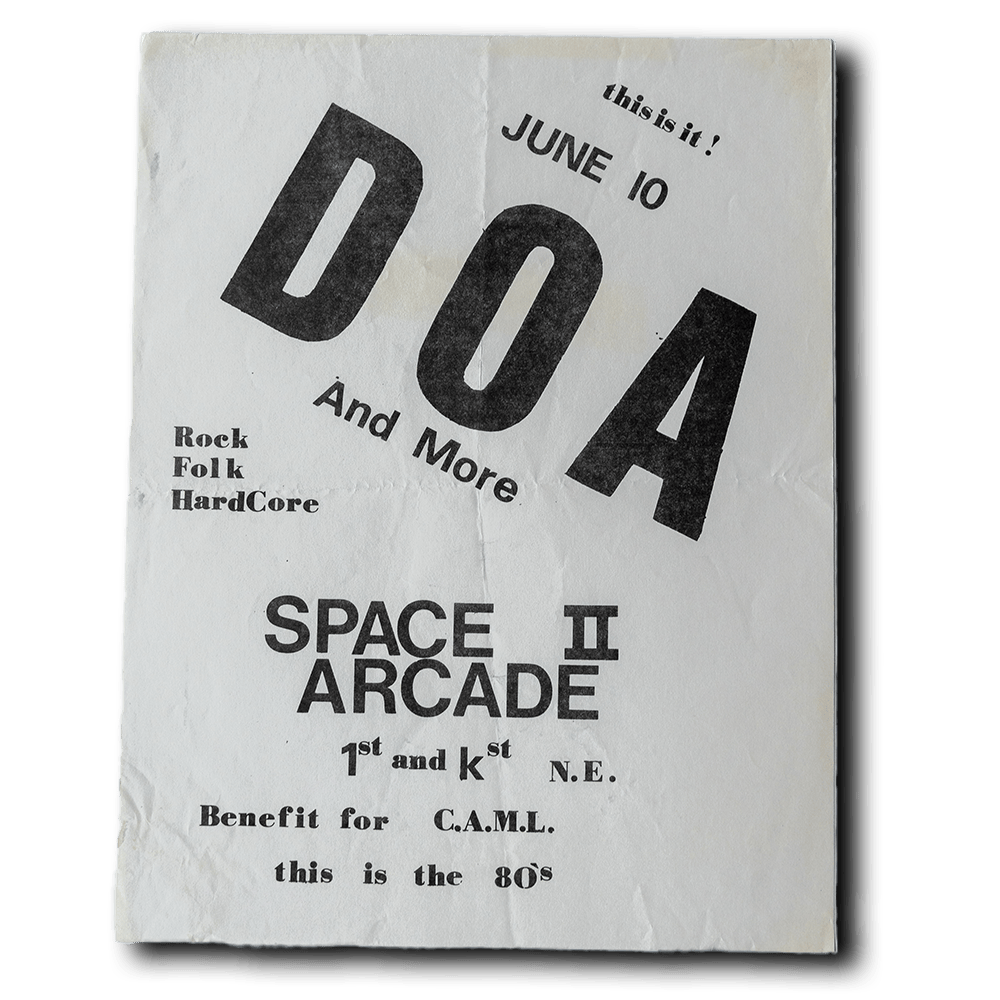 this is it!
JUNE 10
DOA
And More
Rock
Folk
HardCore
SPACE II
ARCADE
1st and kst N.E.
Benefit for C.A.M.L.
this is the 80's